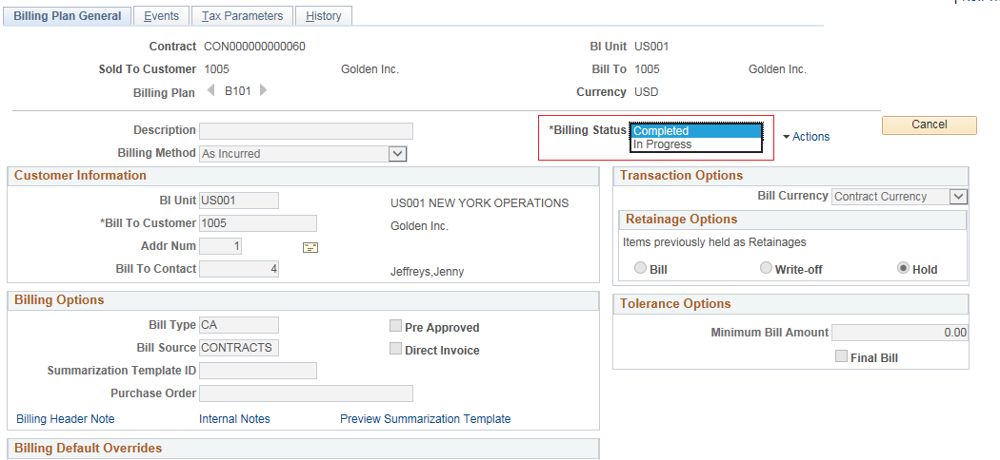 Billing Plan General Events Tax Parameters History
Contract CON000000000060 BI Unit US001
Sold To Customer 1005 Golden Inc. Bill To 1005 Golden Inc.
Billing Plan B101 Currency USD
Description *Billing Status Completed Cancel
In Progress Actions
Billing Method As Incurred
Customer Information Transaction Options
BI Unit US001 US001 NEW YORK OPERATIONS Bill Currency Contract Currency
*Bill To Customer 1005 Golden Inc. Retainage Options
Addr Num 1 Items previously held as Retainages
Bill To Contact 4 Jeffreys,Jenny Bill Write-off Hold
Billing Options Tolerance Options
Bill Type CA Pre Approved Minimum Bill Amount 0.00
Bill Source CONTRACTS Direct Invoice Final Bill
Summarization Template ID
Purchase Order
Billing Header Note Internal Notes Preview Summarization Template
Billing Default Overrides